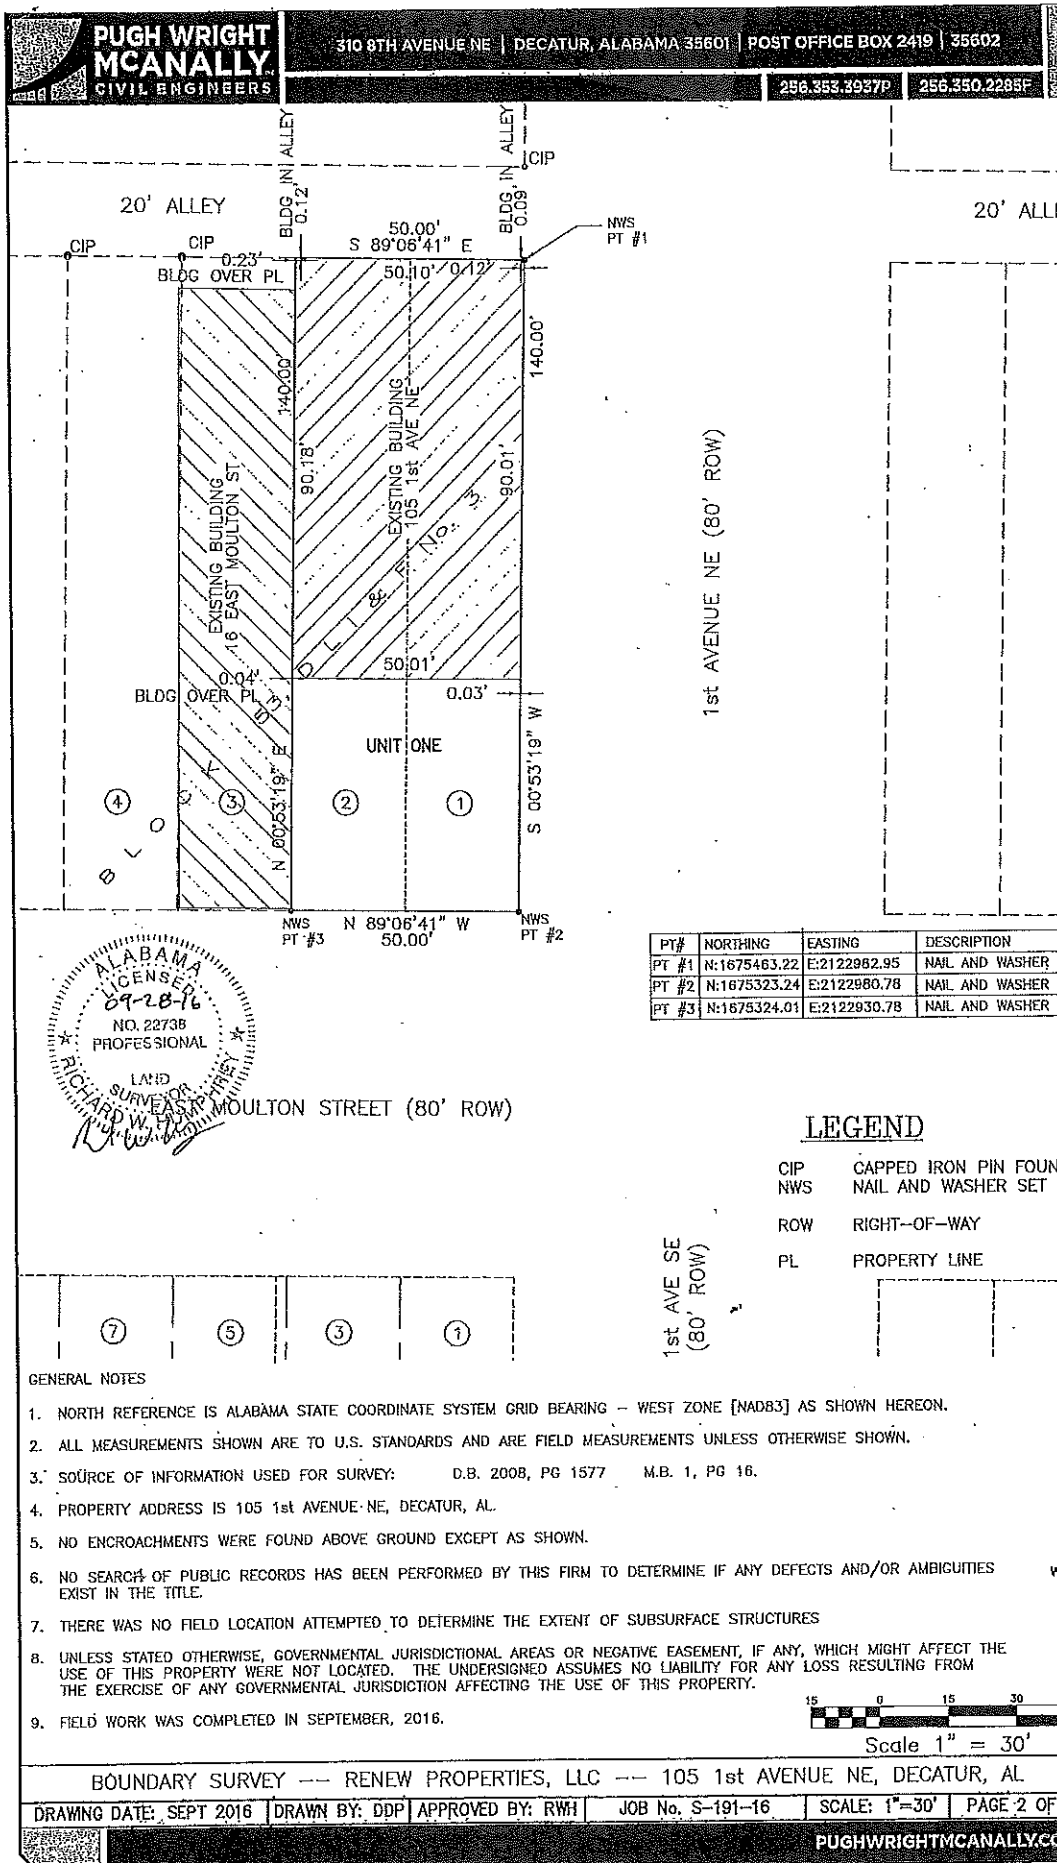 PUGH WRIGHT
MCANALLY
CIVIL ENGINEERS
310 8TH AVENUE NE | DECATUR, ALABAMA 35601 | POST OFFICE BOX 2419 | 35602
256.353.3937P
256.350.2285F
BLDG IN ALLEY
0.12'
BLDG IN ALLEY
0.09'
CIP
20' ALLEY
20' ALLE
50.00'
S 89°06'41" E
NWS
PT #1
CIP
CIP
0.23'
BLDG OVER PL
50.10'
0.12'
140.00'
140.00'
90.18'
90.01'
EXISTING BUILDING
16 EAST MOULTON ST
EXISTING BUILDING
105 1st AVE NE
1st AVENUE NE (80' ROW)
BLOCK 63, DLI & F No. 3
50.01'
0.04'
BLDG OVER PL
0.03'
UNIT ONE
4
3
2
1
N 00°53'19" E
S 00°53'19" W
NWS
PT #3
N 89°06'41" W
50.00'
NWS
PT #2
PT# NORTHING EASTING DESCRIPTION
PT #1 N:1675463.22 E:2122982.95 NAIL AND WASHER
PT #2 N:1675323.24 E:2122980.78 NAIL AND WASHER
PT #3 N:1675324.01 E:2122930.78 NAIL AND WASHER
ALABAMA
LICENSED
09-28-16
NO. 22738
PROFESSIONAL
LAND
SURVEYOR
RICHARD W. HUMPHREY
EAST MOULTON STREET (80' ROW)
LEGEND
CIP CAPPED IRON PIN FOUN
NWS NAIL AND WASHER SET
ROW RIGHT-OF-WAY
PL PROPERTY LINE
1st AVE SE
(80' ROW)
7
5
3
1
GENERAL NOTES
1. NORTH REFERENCE IS ALABAMA STATE COORDINATE SYSTEM GRID BEARING - WEST ZONE [NAD83] AS SHOWN HEREON.
2. ALL MEASUREMENTS SHOWN ARE TO U.S. STANDARDS AND ARE FIELD MEASUREMENTS UNLESS OTHERWISE SHOWN.
3. SOURCE OF INFORMATION USED FOR SURVEY: D.B. 2008, PG 1577 M.B. 1, PG 16.
4. PROPERTY ADDRESS IS 105 1st AVENUE NE, DECATUR, AL.
5. NO ENCROACHMENTS WERE FOUND ABOVE GROUND EXCEPT AS SHOWN.
6. NO SEARCH OF PUBLIC RECORDS HAS BEEN PERFORMED BY THIS FIRM TO DETERMINE IF ANY DEFECTS AND/OR AMBIGUITIES
EXIST IN THE TITLE.
7. THERE WAS NO FIELD LOCATION ATTEMPTED TO DETERMINE THE EXTENT OF SUBSURFACE STRUCTURES
8. UNLESS STATED OTHERWISE, GOVERNMENTAL JURISDICTIONAL AREAS OR NEGATIVE EASEMENT, IF ANY, WHICH MIGHT AFFECT THE
USE OF THIS PROPERTY WERE NOT LOCATED. THE UNDERSIGNED ASSUMES NO LIABILITY FOR ANY LOSS RESULTING FROM
THE EXERCISE OF ANY GOVERNMENTAL JURISDICTION AFFECTING THE USE OF THIS PROPERTY.
9. FIELD WORK WAS COMPLETED IN SEPTEMBER, 2016.
15 0 15 30
Scale 1" = 30'
BOUNDARY SURVEY -- RENEW PROPERTIES, LLC -- 105 1st AVENUE NE, DECATUR, AL
DRAWING DATE: SEPT 2016 DRAWN BY: DDP APPROVED BY: RWH JOB No. S-191-16 SCALE: 1"=30' PAGE 2 OF
PUGHWRIGHTMCANALLY.CO